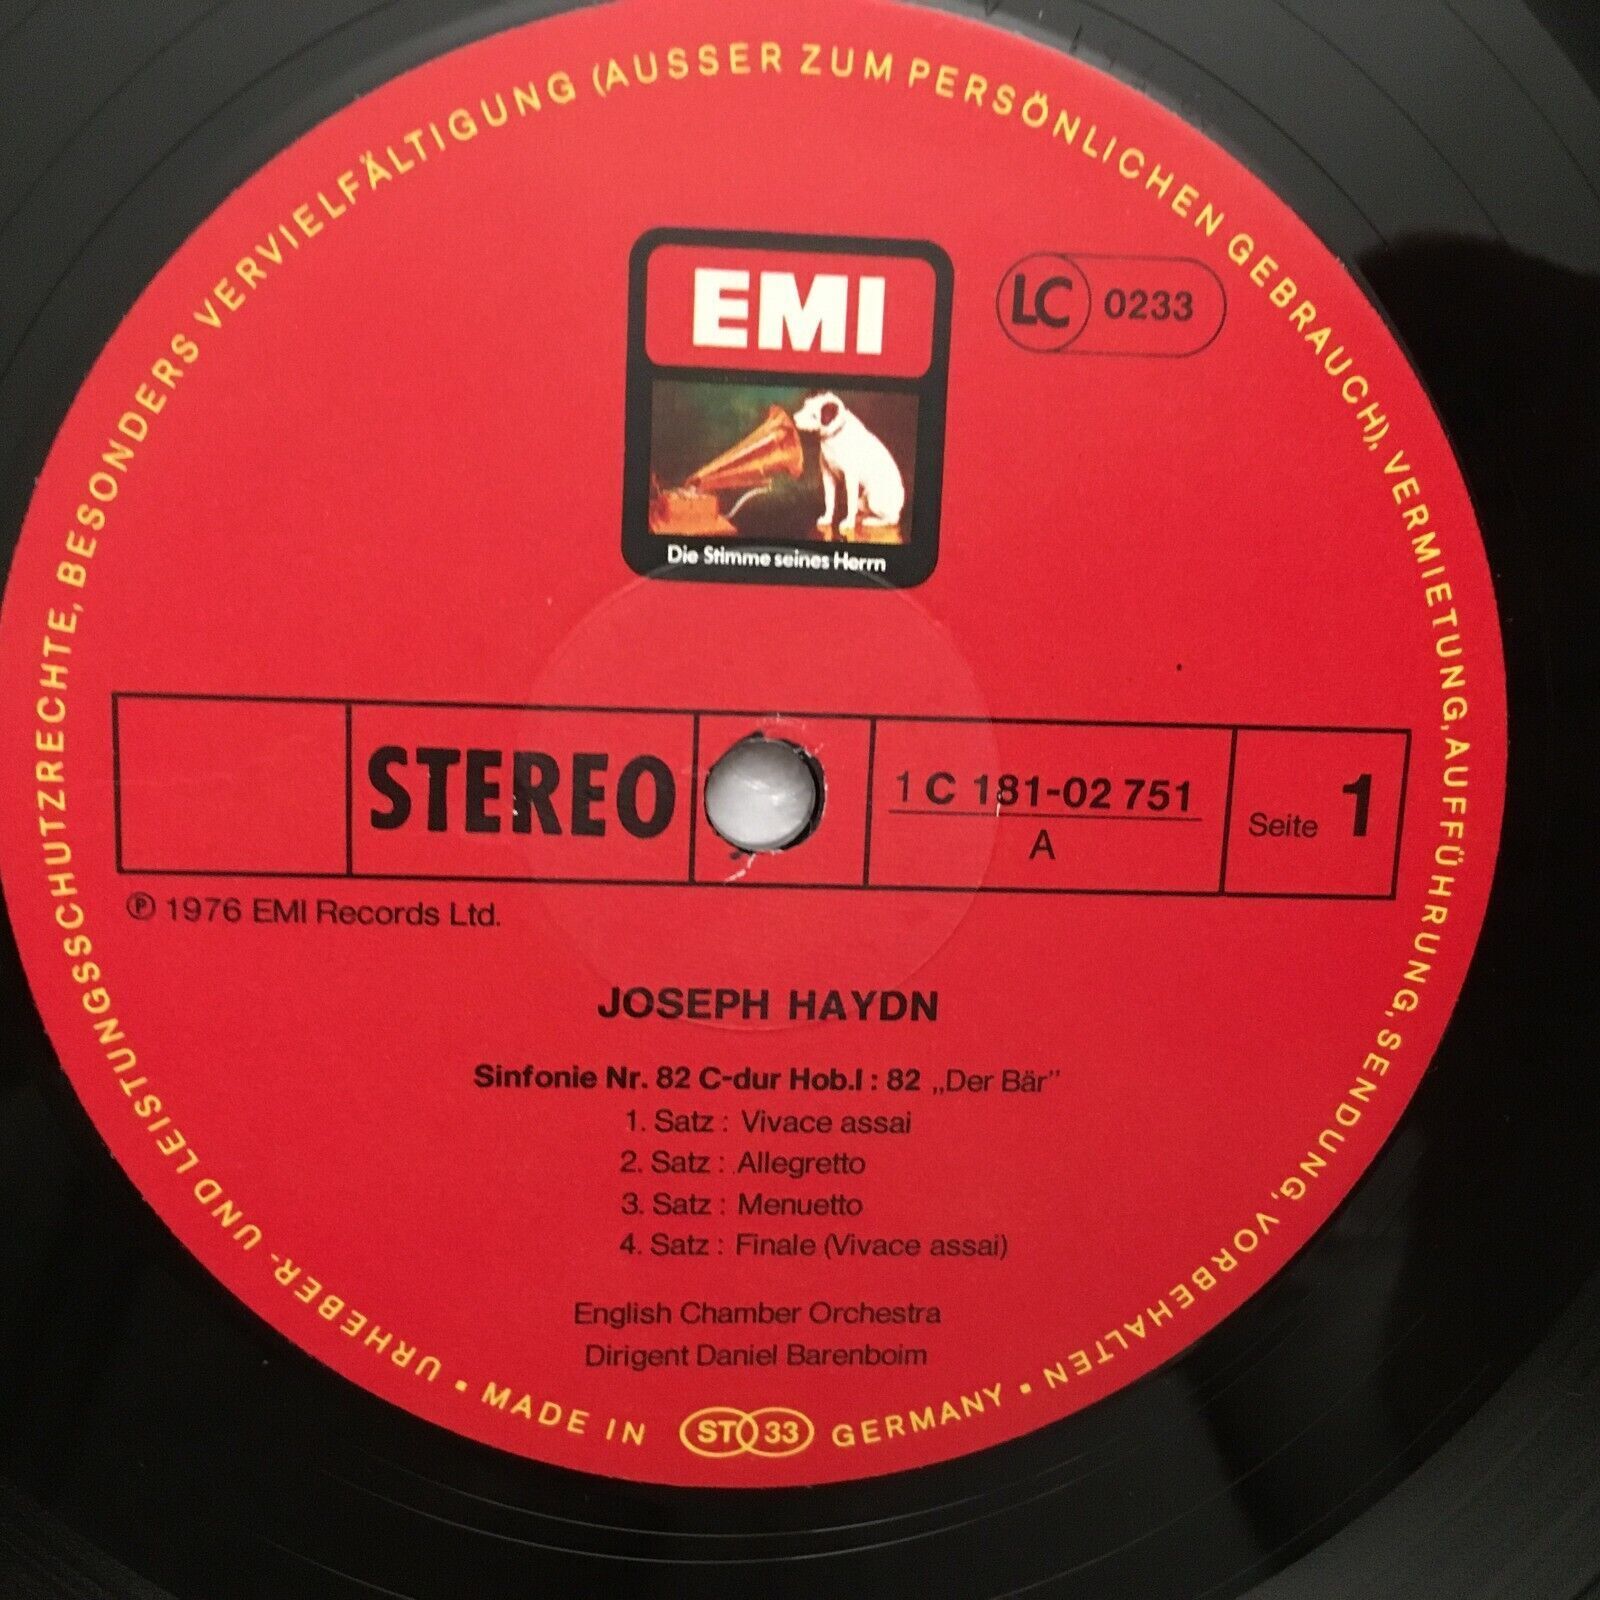 URHEBER- UND LEISTUNGSSCHUTZRECHTE, BESONDERS VERVIELFÄLTIGUNG (AUSSER ZUM PERSÖNLICHEN GEBRAUCH), VERMIETUNG, AUFFÜHRUNG, SENDUNG, VORBEHALTEN
EMI
LC 0233
Die Stimme seines Herrn
STEREO
1 C 181-02 751
A
Seite 1
℗ 1976 EMI Records Ltd.
JOSEPH HAYDN
Sinfonie Nr. 82 C-dur Hob.I : 82 „Der Bär”
1. Satz : Vivace assai
2. Satz : Allegretto
3. Satz : Menuetto
4. Satz : Finale (Vivace assai)
English Chamber Orchestra
Dirigent Daniel Barenboim
• MADE IN ST 33 GERMANY •